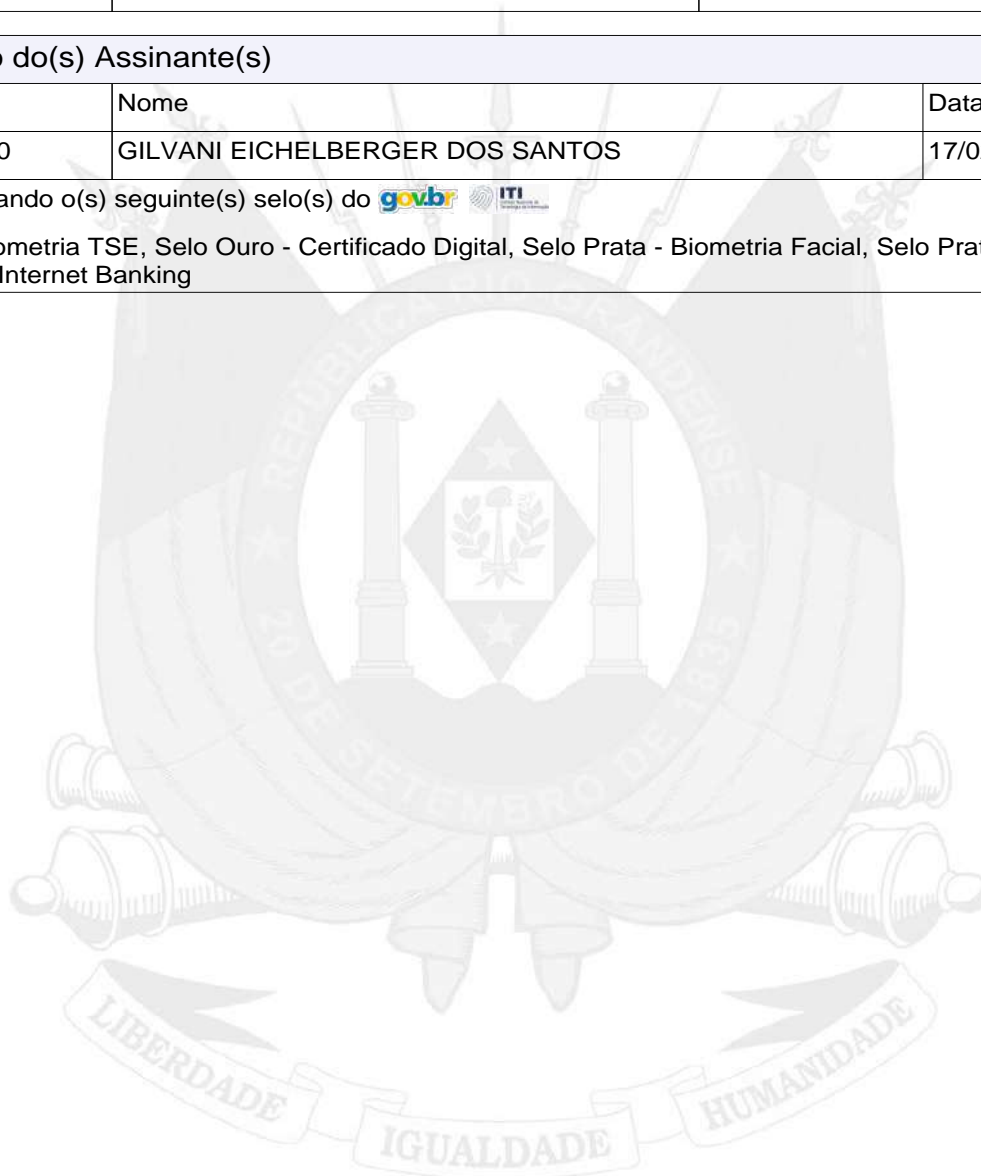 o do(s) Assinante(s)
Nome Data
0 GILVANI EICHELBERGER DOS SANTOS 17/0
ando o(s) seguinte(s) selo(s) do gov.br ITI
ometria TSE, Selo Ouro - Certificado Digital, Selo Prata - Biometria Facial, Selo Prat
Internet Banking
REPÚBLICA RIO GRANDENSE
20 DE SETEMBRO DE 1835
LIBERDADE IGUALDADE HUMANIDADE